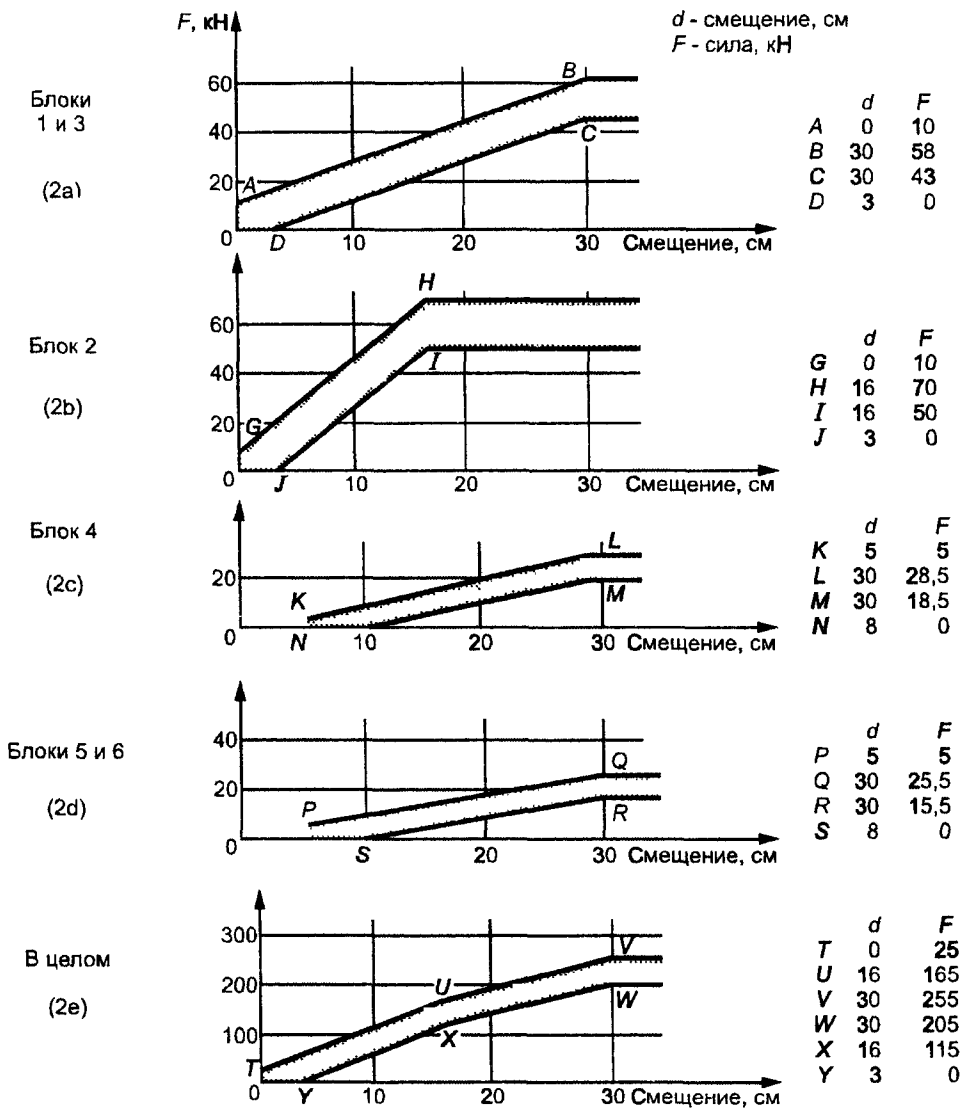 F, кН
d - смещение, см
F - сила, кН
Блоки
1 и 3
(2a)
60
40
20
0
A
B
C
D
10
20
30
Смещение, см
d F
A 0 10
B 30 58
C 30 43
D 3 0
Блок 2
(2b)
60
40
20
0
G
H
I
J
10
20
30
Смещение, см
d F
G 0 10
H 16 70
I 16 50
J 3 0
Блок 4
(2c)
20
0
K
L
M
N
10
20
30
Смещение, см
d F
K 5 5
L 30 28,5
M 30 18,5
N 8 0
Блоки 5 и 6
(2d)
40
20
0
P
Q
R
S
20
30
Смещение, см
d F
P 5 5
Q 30 25,5
R 30 15,5
S 8 0
В целом
(2e)
300
200
100
0
T
U
V
W
X
Y
10
20
30
Смещение, см
d F
T 0 25
U 16 165
V 30 255
W 30 205
X 16 115
Y 3 0